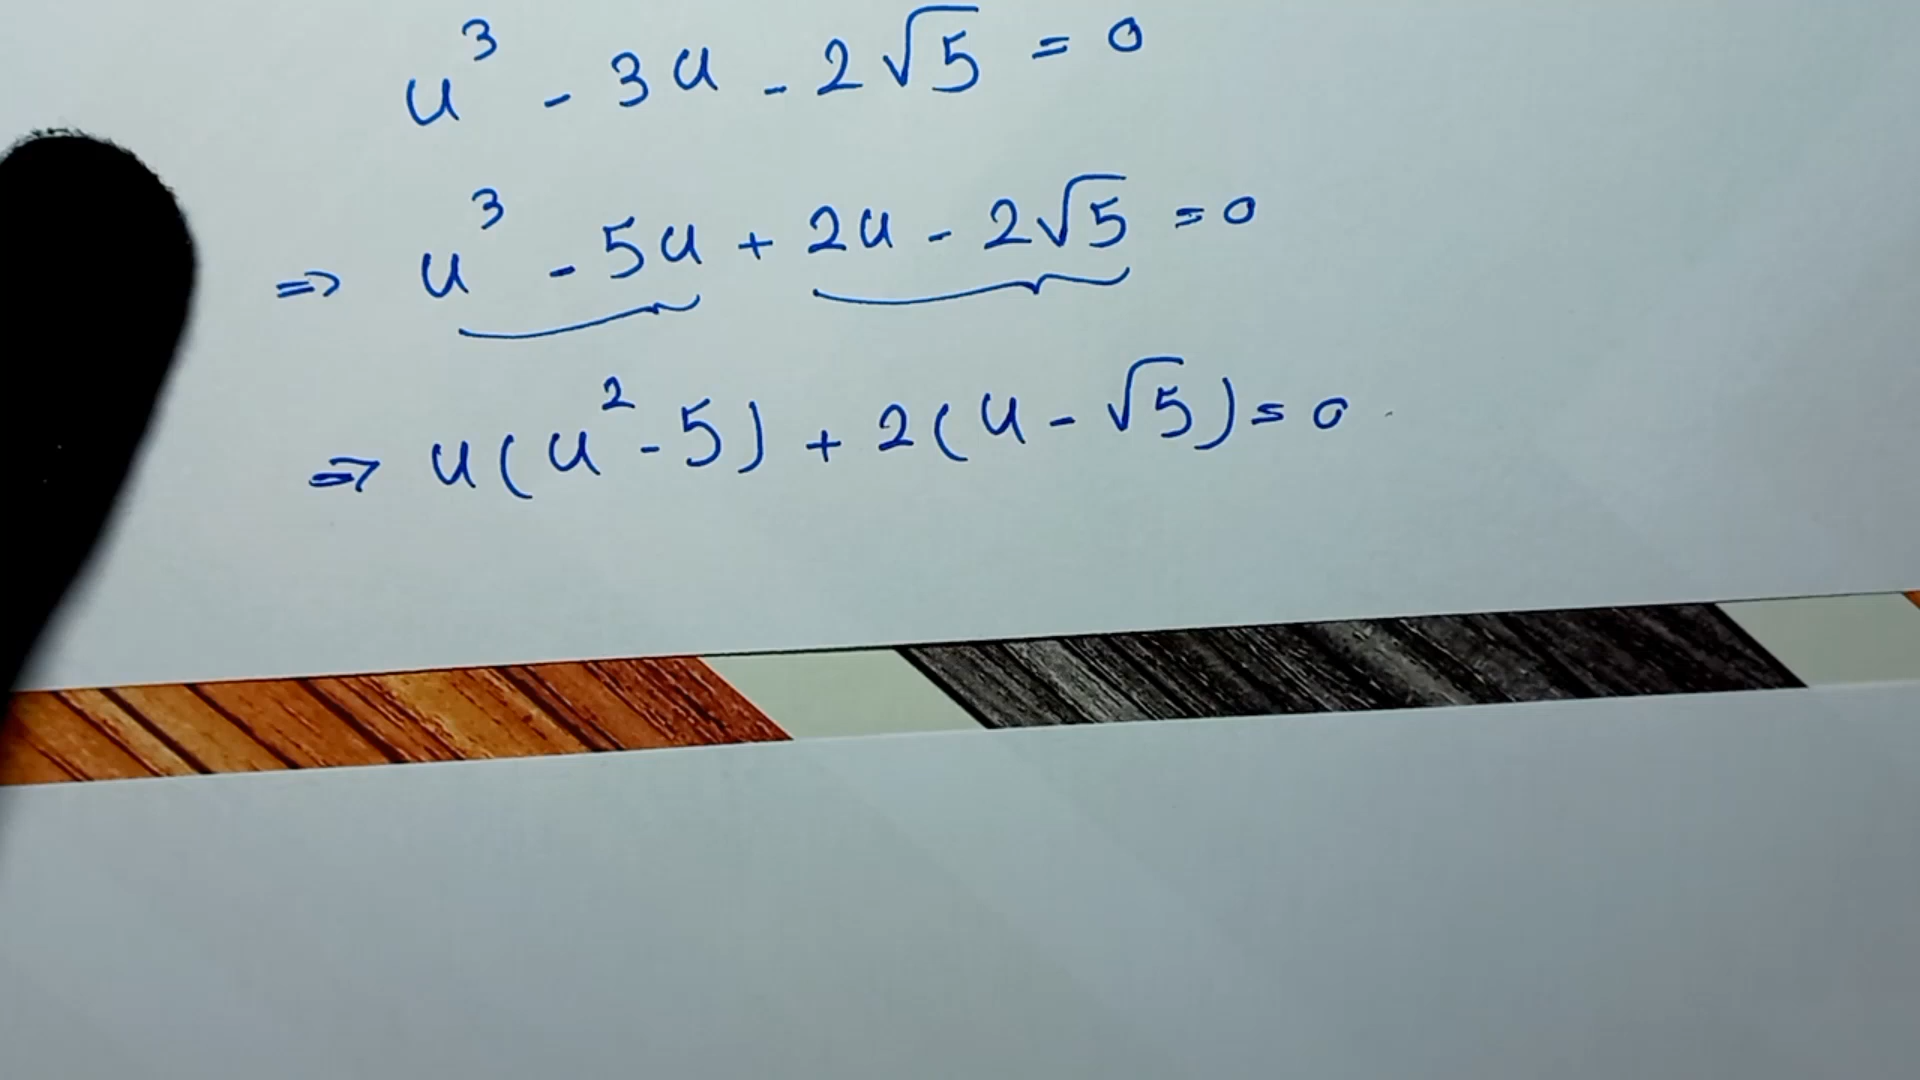 u³ - 3u - 2√5 = 0
⇒ u³ - 5u + 2u - 2√5 = 0
⇒ u(u² - 5) + 2(u - √5) = 0